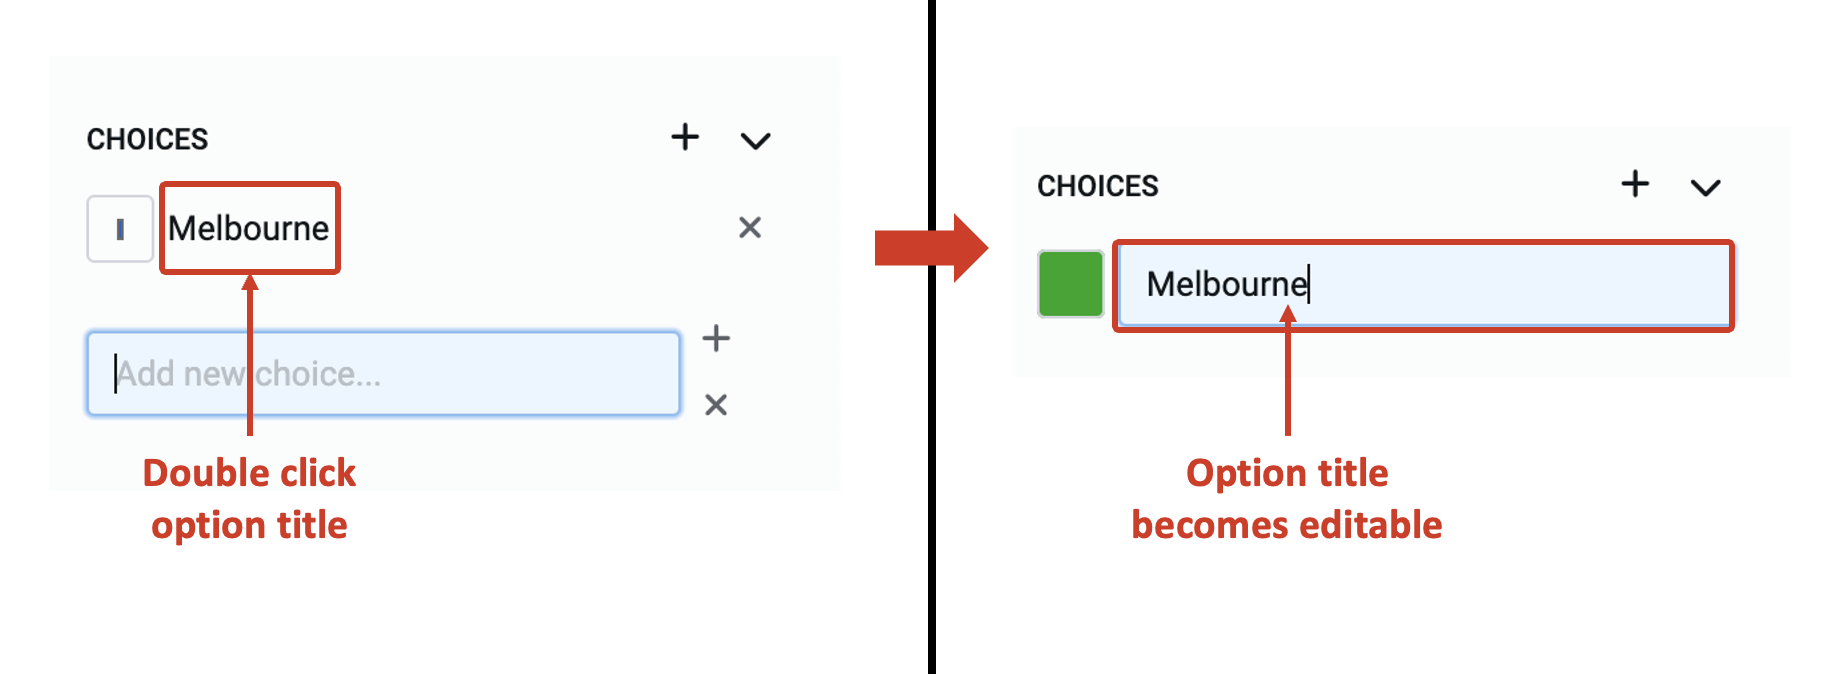 CHOICES
Melbourne
Add new choice...
Double click
option title
CHOICES
Melbourne
Option title
becomes editable